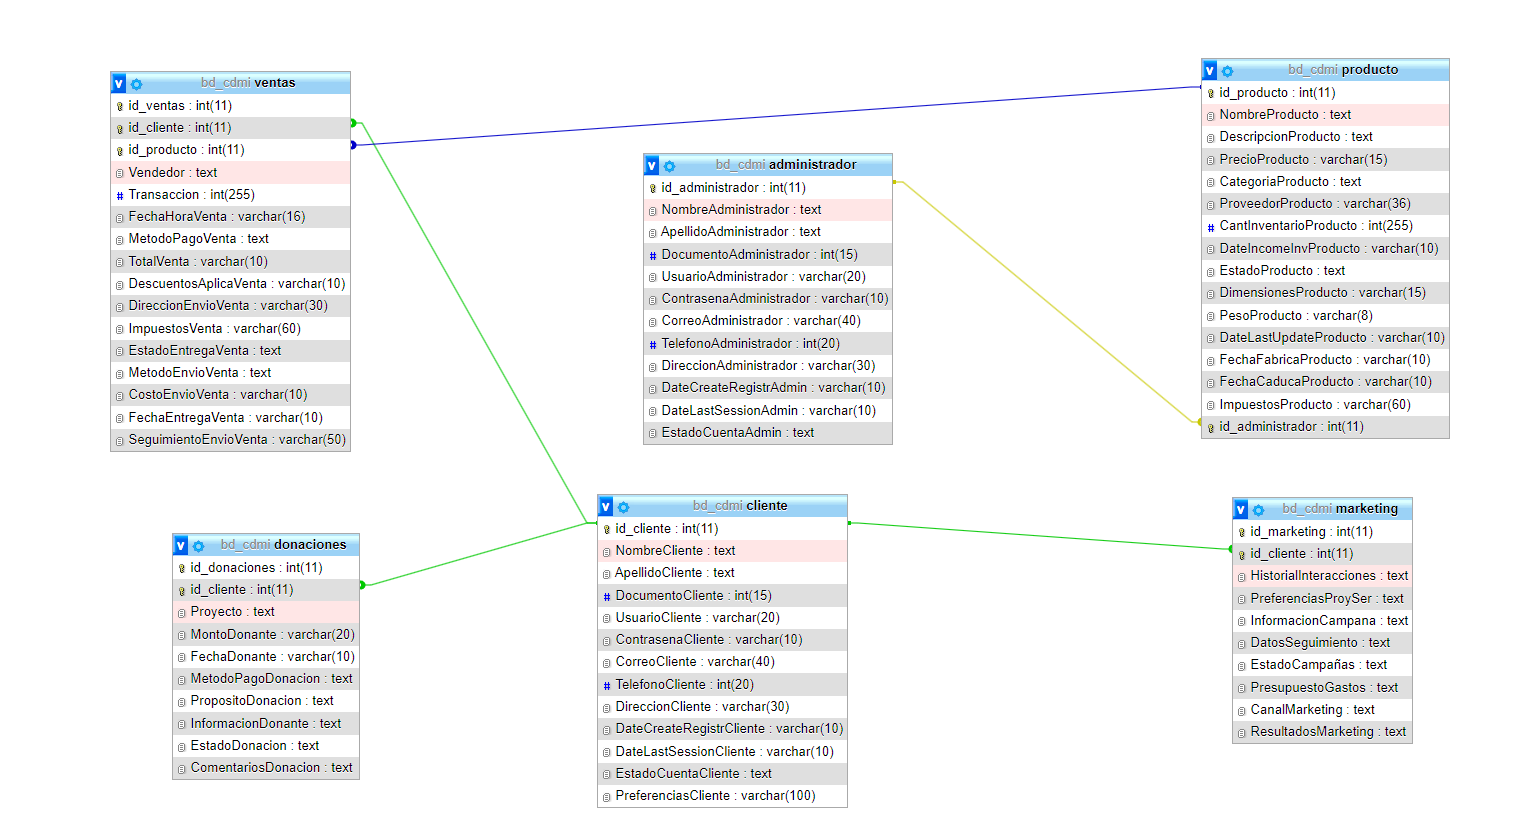 v bd_cdmi ventas
id_ventas : int(11)
id_cliente : int(11)
id_producto : int(11)
Vendedor : text
# Transaccion : int(255)
FechaHoraVenta : varchar(16)
MetodoPagoVenta : text
TotalVenta : varchar(10)
DescuentosAplicaVenta : varchar(10)
DireccionEnvioVenta : varchar(30)
ImpuestosVenta : varchar(60)
EstadoEntregaVenta : text
MetodoEnvioVenta : text
CostoEnvioVenta : varchar(10)
FechaEntregaVenta : varchar(10)
SeguimientoEnvioVenta : varchar(50)
v bd_cdmi administrador
id_administrador : int(11)
NombreAdministrador : text
ApellidoAdministrador : text
# DocumentoAdministrador : int(15)
UsuarioAdministrador : varchar(20)
ContrasenaAdministrador : varchar(10)
CorreoAdministrador : varchar(40)
# TelefonoAdministrador : int(20)
DireccionAdministrador : varchar(30)
DateCreateRegistrAdmin : varchar(10)
DateLastSessionAdmin : varchar(10)
EstadoCuentaAdmin : text
v bd_cdmi producto
id_producto : int(11)
NombreProducto : text
DescripcionProducto : text
PrecioProducto : varchar(15)
CategoriaProducto : text
ProveedorProducto : varchar(36)
# CantInventarioProducto : int(255)
DateIncomeInvProducto : varchar(10)
EstadoProducto : text
DimensionesProducto : varchar(15)
PesoProducto : varchar(8)
DateLastUpdateProducto : varchar(10)
FechaFabricaProducto : varchar(10)
FechaCaducaProducto : varchar(10)
ImpuestosProducto : varchar(60)
id_administrador : int(11)
v bd_cdmi donaciones
id_donaciones : int(11)
id_cliente : int(11)
Proyecto : text
MontoDonante : varchar(20)
FechaDonante : varchar(10)
MetodoPagoDonacion : text
PropositoDonacion : text
InformacionDonante : text
EstadoDonacion : text
ComentariosDonacion : text
v bd_cdmi cliente
id_cliente : int(11)
NombreCliente : text
ApellidoCliente : text
# DocumentoCliente : int(15)
UsuarioCliente : varchar(20)
ContrasenaCliente : varchar(10)
CorreoCliente : varchar(40)
# TelefonoCliente : int(20)
DireccionCliente : varchar(30)
DateCreateRegistrCliente : varchar(10)
DateLastSessionCliente : varchar(10)
EstadoCuentaCliente : text
PreferenciasCliente : varchar(100)
v bd_cdmi marketing
id_marketing : int(11)
id_cliente : int(11)
HistorialInteracciones : text
PreferenciasProySer : text
InformacionCampana : text
DatosSeguimiento : text
EstadoCampañas : text
PresupuestoGastos : text
CanalMarketing : text
ResultadosMarketing : text